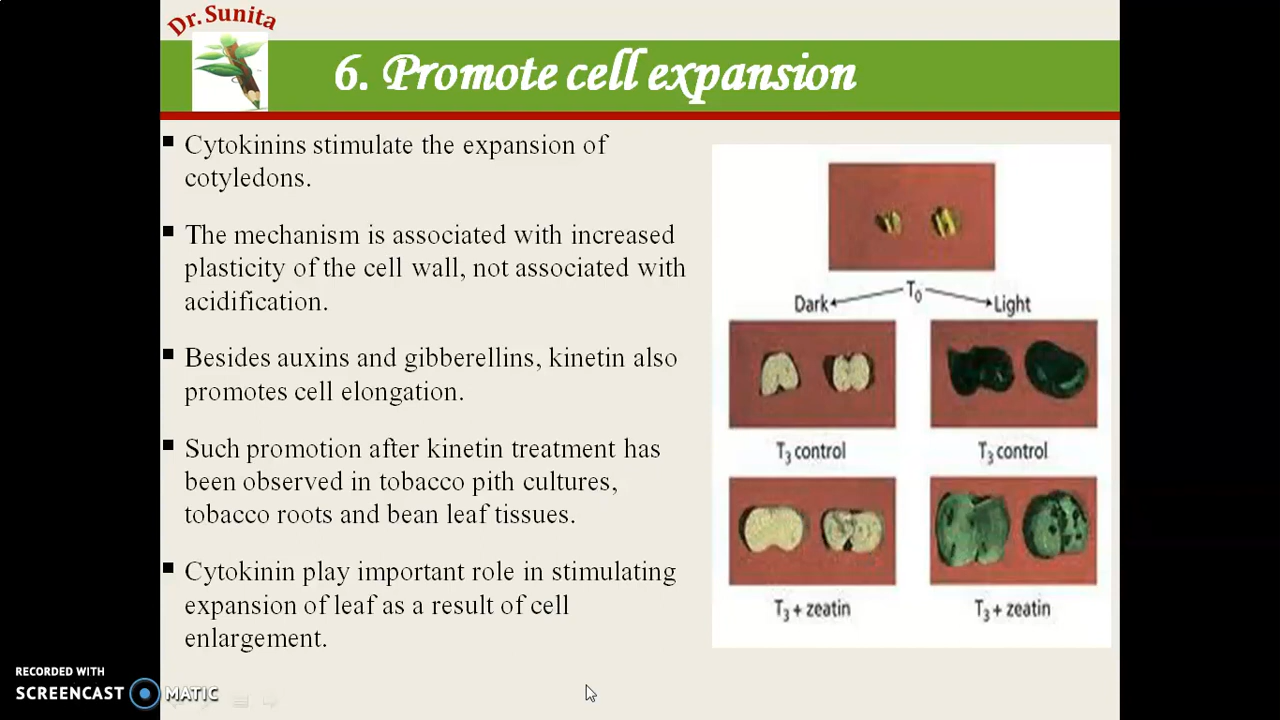 Dr. Sunita
6. Promote cell expansion
▪ Cytokinins stimulate the expansion of
cotyledons.
▪ The mechanism is associated with increased
plasticity of the cell wall, not associated with
acidification.
▪ Besides auxins and gibberellins, kinetin also
promotes cell elongation.
▪ Such promotion after kinetin treatment has
been observed in tobacco pith cultures,
tobacco roots and bean leaf tissues.
▪ Cytokinin play important role in stimulating
expansion of leaf as a result of cell
enlargement.
T₀
Dark Light
T₃ control T₃ control
T₃ + zeatin T₃ + zeatin
RECORDED WITH
SCREENCAST MATIC